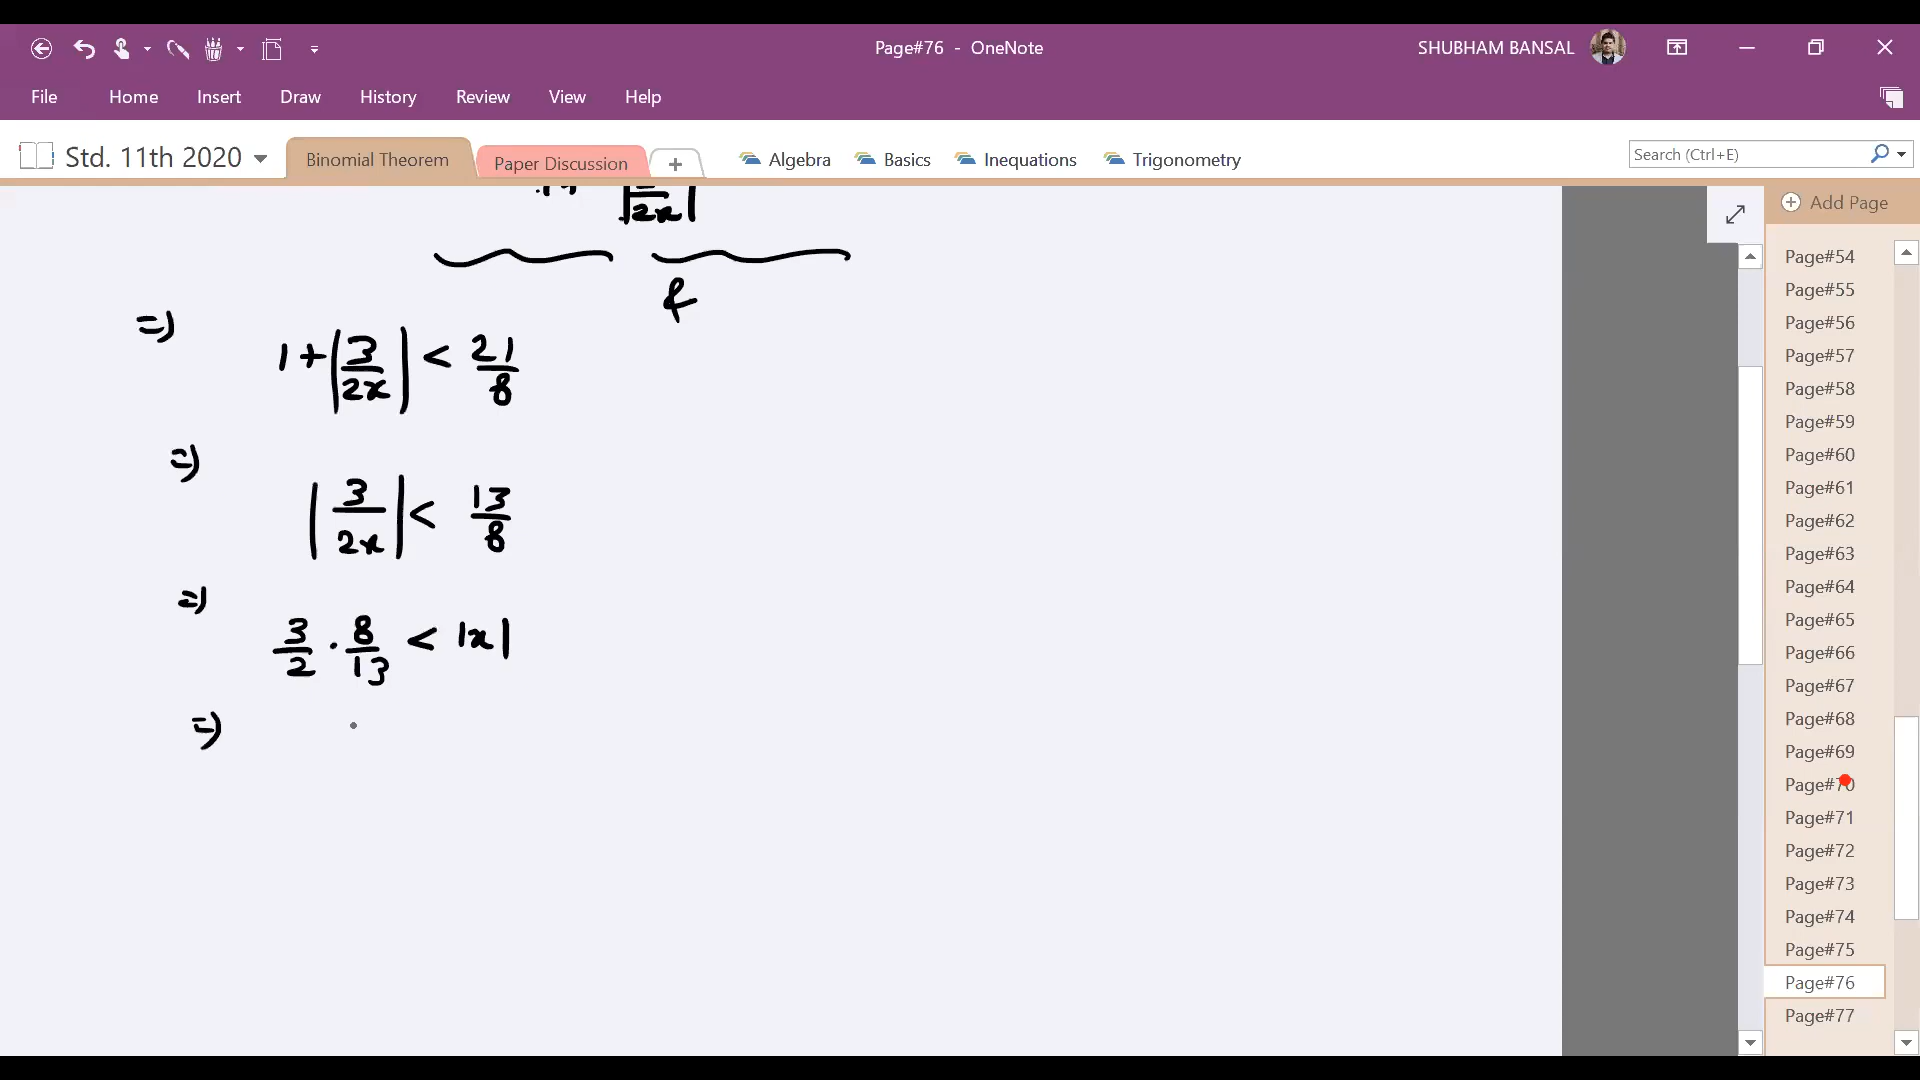 Page#76 - OneNote
SHUBHAM BANSAL
File Home Insert Draw History Review View Help
Std. 11th 2020
Binomial Theorem
Paper Discussion
+
Algebra
Basics
Inequations
Trigonometry
Search (Ctrl+E)
Add Page
|2x|
&
=> 1 + |3/2x| < 21/8
=> |3/2x| < 13/8
=> 3/2 . 8/13 < |x|
=>
Page#54
Page#55
Page#56
Page#57
Page#58
Page#59
Page#60
Page#61
Page#62
Page#63
Page#64
Page#65
Page#66
Page#67
Page#68
Page#69
Page#70
Page#71
Page#72
Page#73
Page#74
Page#75
Page#76
Page#77